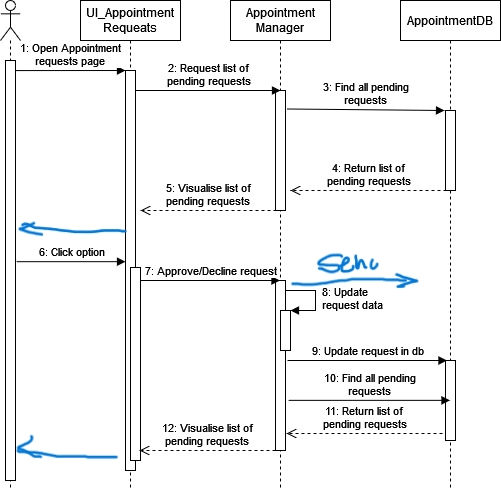 UI_Appointment
Requeats
Appointment
Manager
AppointmentDB
1: Open Appointment
requests page
2: Request list of
pending requests
3: Find all pending
requests
4: Return list of
pending requests
5: Visualise list of
pending requests
6: Click option
7: Approve/Decline request
8: Update
request data
9: Update request in db
10: Find all pending
requests
11: Return list of
pending requests
12: Visualise list of
pending requests